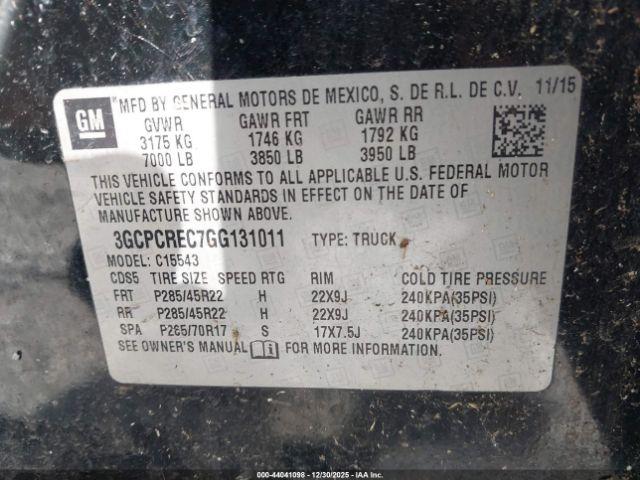 GM
MFD BY GENERAL MOTORS DE MEXICO, S. DE R.L. DE C.V. 11/15
GVWR GAWR FRT GAWR RR
3175 KG 1746 KG 1792 KG
7000 LB 3850 LB 3950 LB
THIS VEHICLE CONFORMS TO ALL APPLICABLE U.S. FEDERAL MOTOR
VEHICLE SAFETY STANDARDS IN EFFECT ON THE DATE OF
MANUFACTURE SHOWN ABOVE.
3GCPCREC7GG131011 TYPE: TRUCK
MODEL: C15543
CDS5 TIRE SIZE SPEED RTG RIM COLD TIRE PRESSURE
FRT P285/45R22 H 22X9J 240KPA(35PSI)
RR P285/45R22 H 22X9J 240KPA(35PSI)
SPA P265/70R17 S 17X7.5J 240KPA(35PSI)
SEE OWNER'S MANUAL FOR MORE INFORMATION.
000-44041098 - 12/30/2025 - IAA Inc.